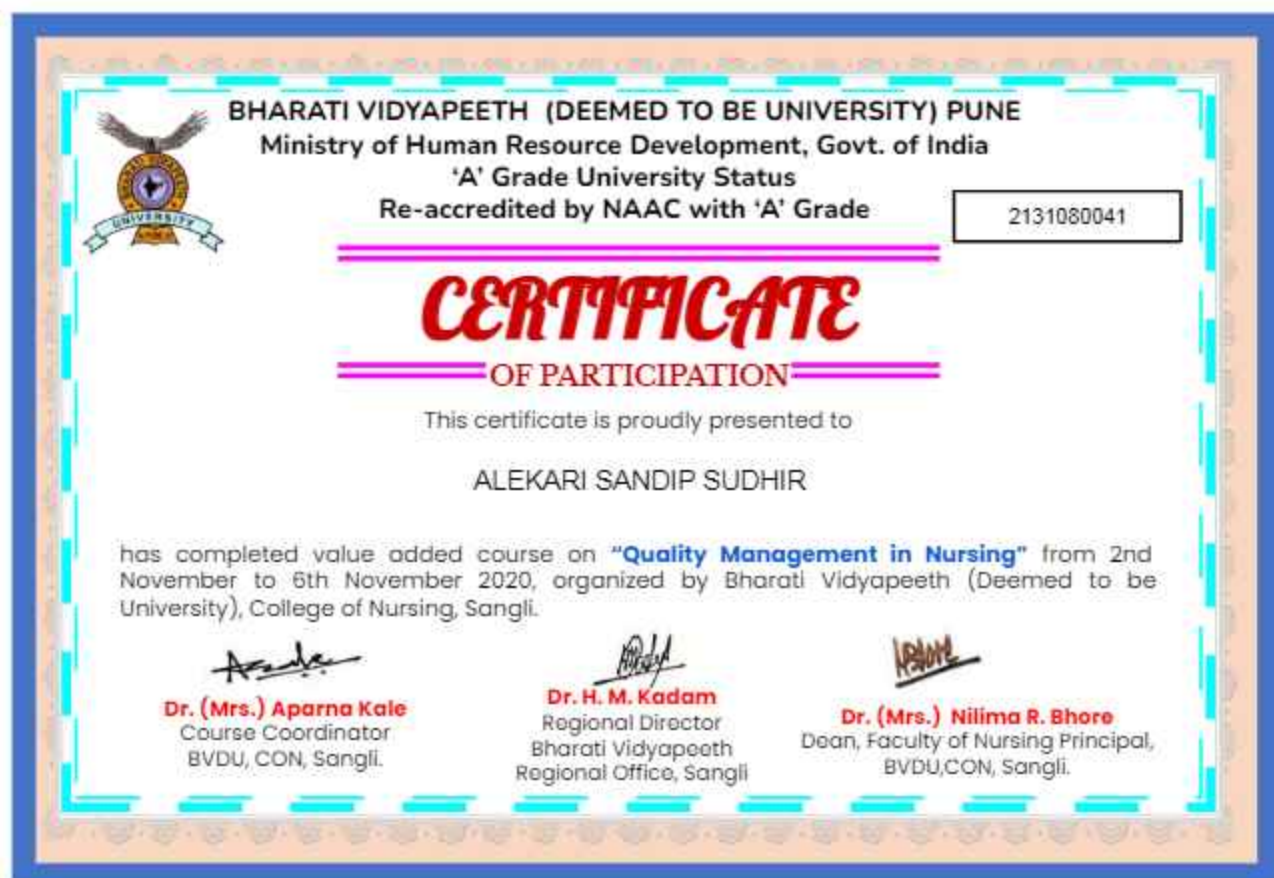 BHARATI VIDYAPEETH (DEEMED TO BE UNIVERSITY) PUNE
Ministry of Human Resource Development, Govt. of India
‘A’ Grade University Status
Re-accredited by NAAC with ‘A’ Grade
2131080041
BHARATI VIDYAPEETH
UNIVERSITY
CERTIFICATE
OF PARTICIPATION
This certificate is proudly presented to
ALEKARI SANDIP SUDHIR
has completed value added course on “Quality Management in Nursing” from 2nd
November to 6th November 2020, organized by Bharati Vidyapeeth (Deemed to be
University), College of Nursing, Sangli.
Dr. (Mrs.) Aparna Kale
Course Coordinator
BVDU, CON, Sangli.
Dr. H. M. Kadam
Regional Director
Bharati Vidyapeeth
Regional Office, Sangli
Dr. (Mrs.) Nilima R. Bhore
Dean, Faculty of Nursing Principal,
BVDU,CON, Sangli.